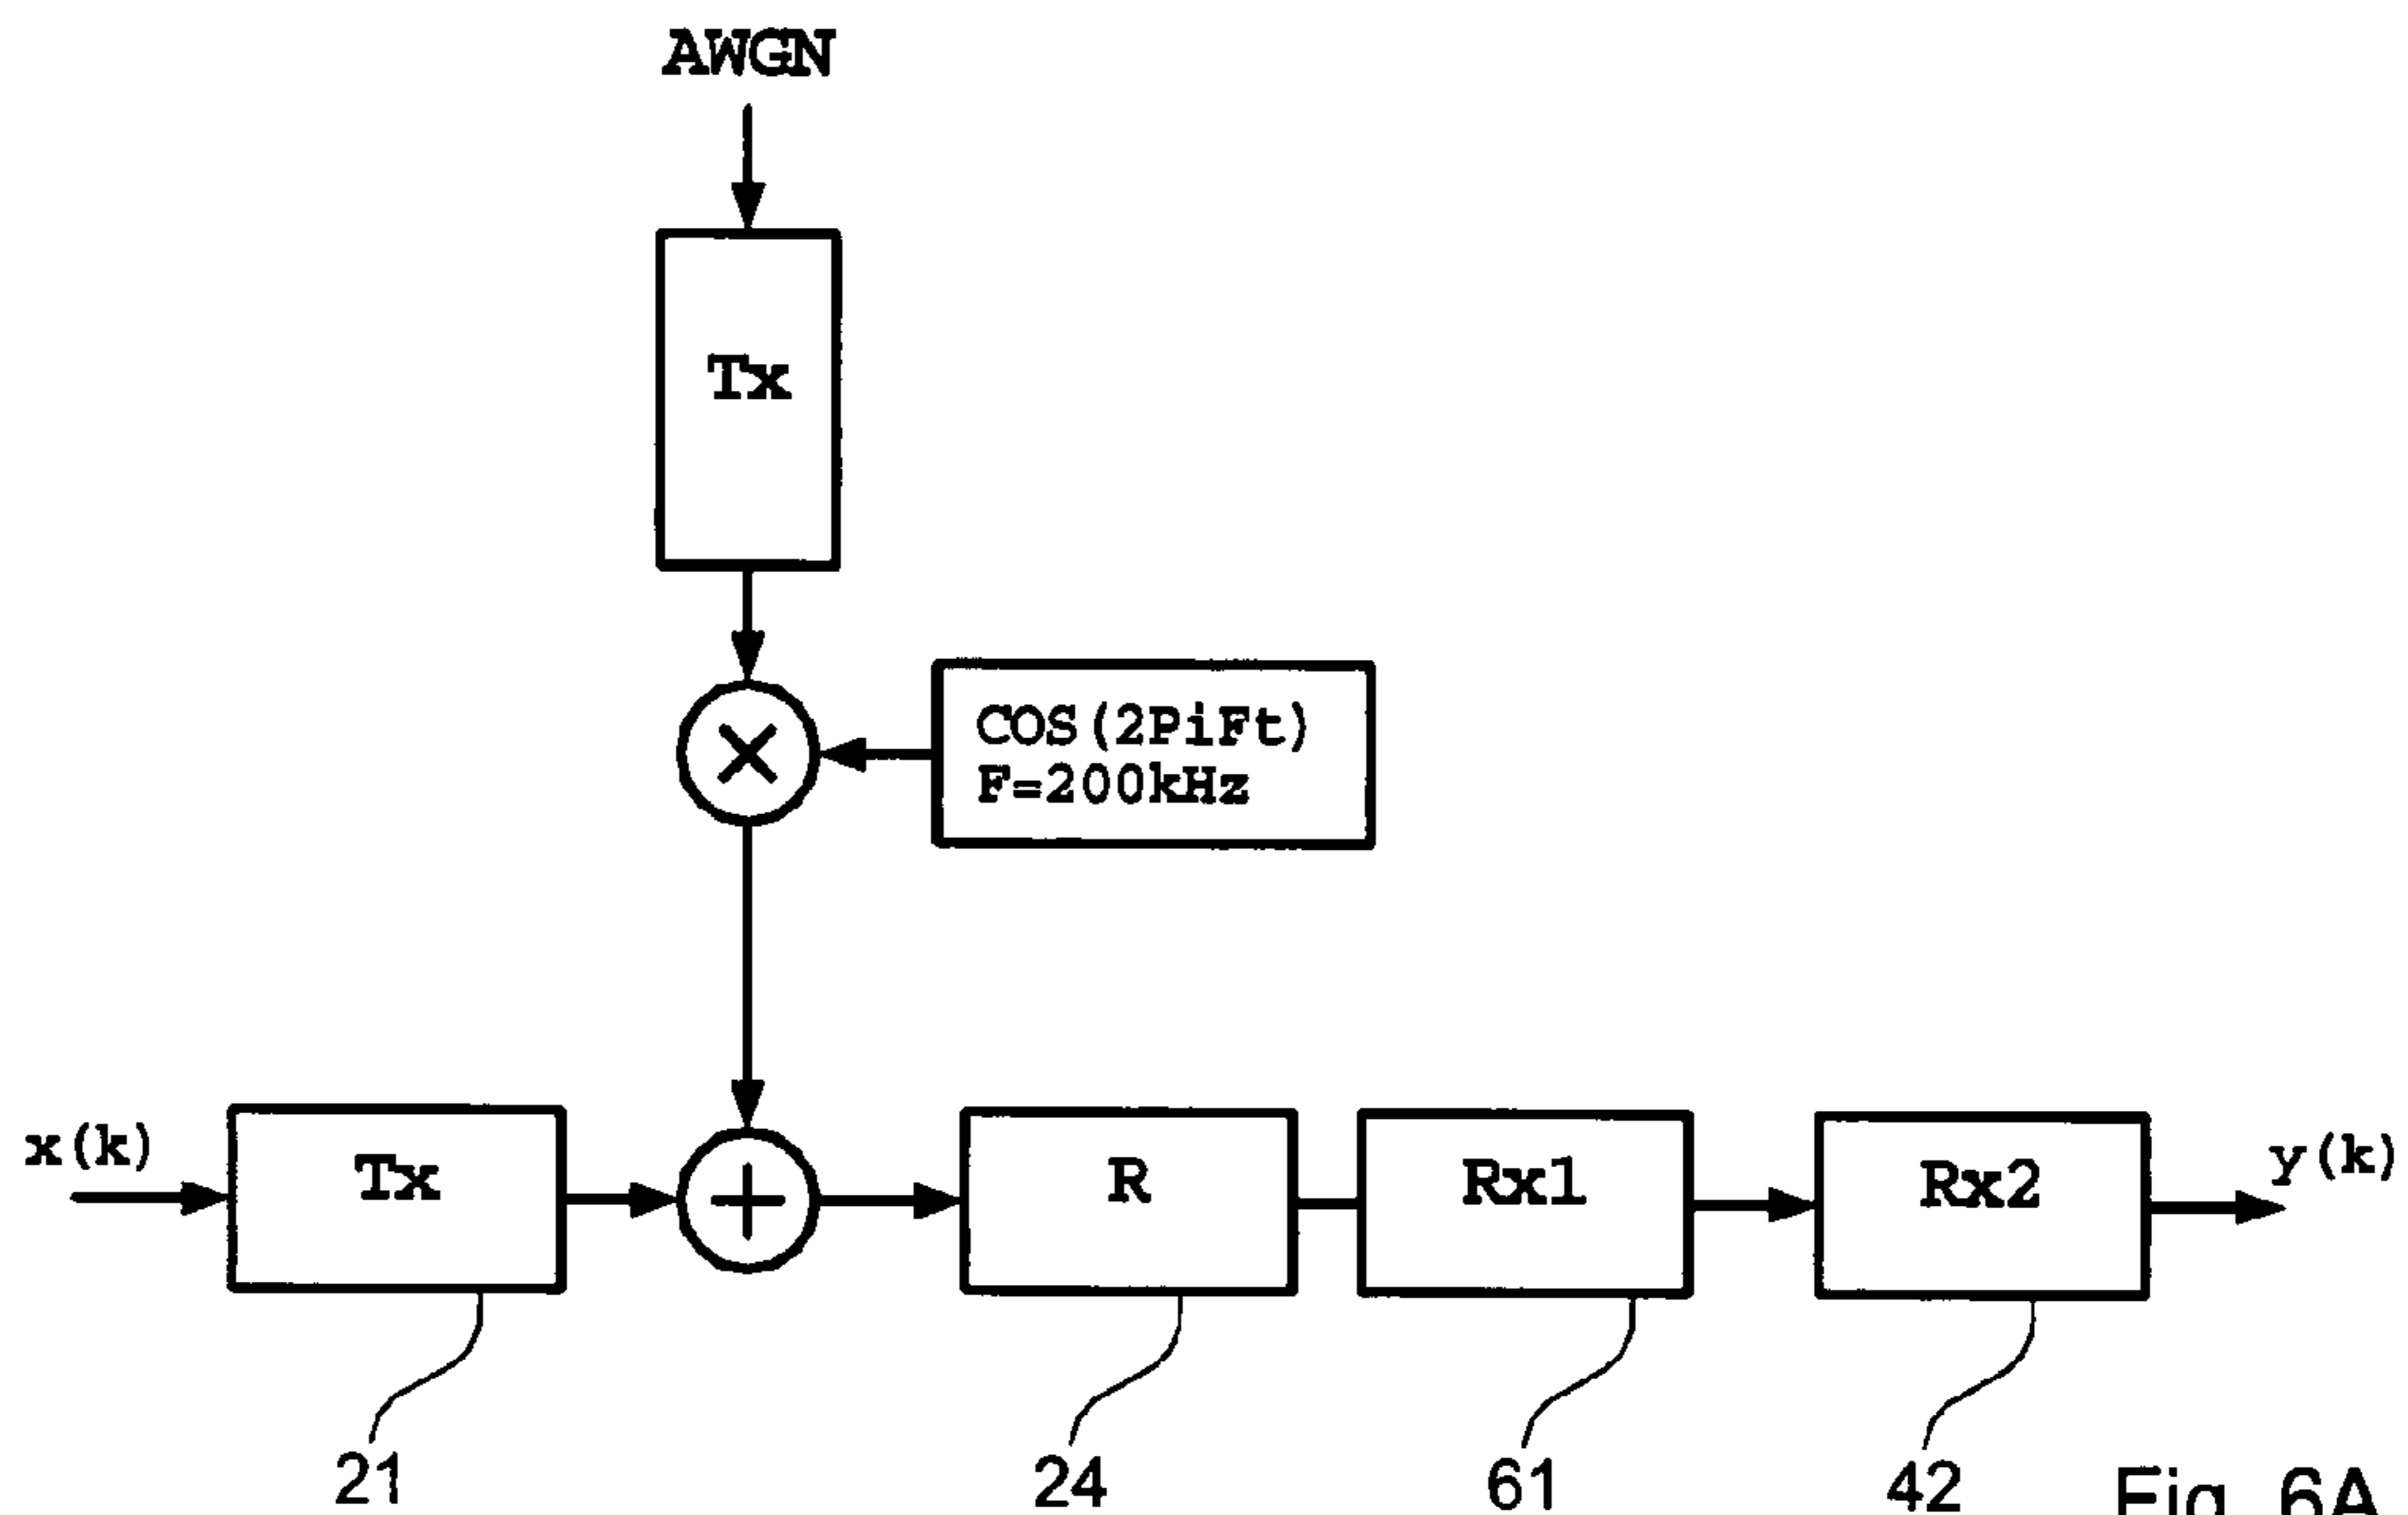 AWGN
Tx
COS(2PiFt)
F=200kHz
x(k)
Tx
R
Rx1
Rx2
y(k)
21
24
61
42
Fig. 6A